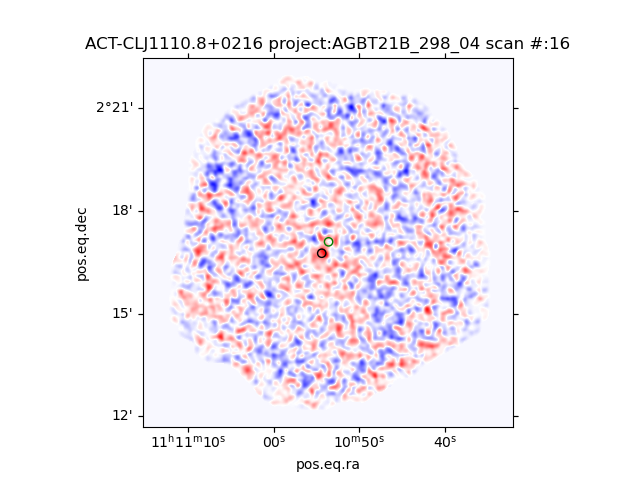 ACT-CLJ1110.8+0216 project:AGBT21B_298_04 scan #:16
2°21'
18'
15'
12'
pos.eq.dec
11ʰ11ᵐ10ˢ 00ˢ 10ᵐ50ˢ 40ˢ
pos.eq.ra